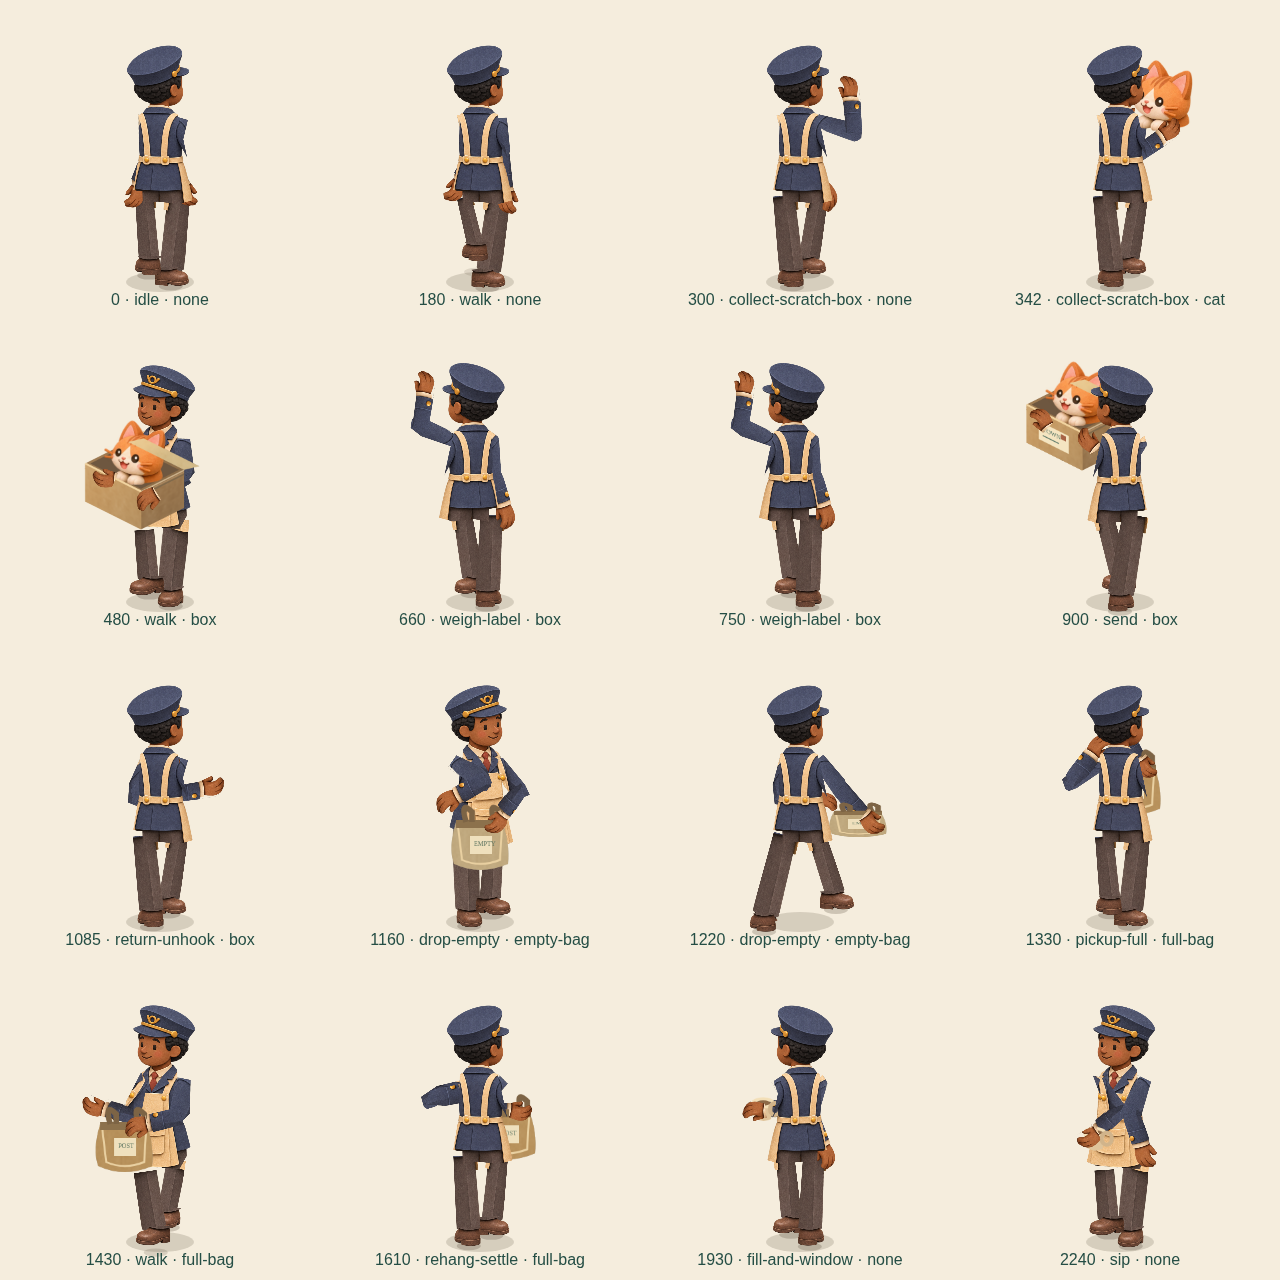 0 · idle · none
180 · walk · none
300 · collect-scratch-box · none
342 · collect-scratch-box · cat
480 · walk · box
660 · weigh-label · box
750 · weigh-label · box
900 · send · box
EMPTY
1085 · return-unhook · box
1160 · drop-empty · empty-bag
1220 · drop-empty · empty-bag
1330 · pickup-full · full-bag
POST
1430 · walk · full-bag
1610 · rehang-settle · full-bag
1930 · fill-and-window · none
2240 · sip · none